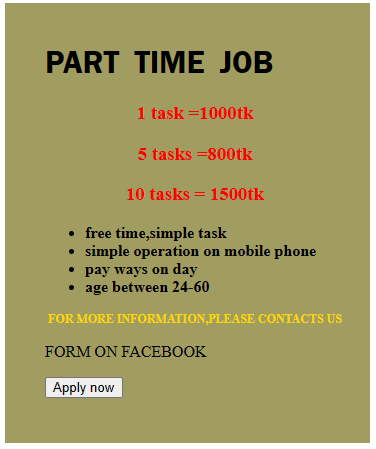 PART TIME JOB
1 task =1000tk
5 tasks =800tk
10 tasks = 1500tk
free time,simple task
simple operation on mobile phone
pay ways on day
age between 24-60
FOR MORE INFORMATION,PLEASE CONTACTS US
FORM ON FACEBOOK
Apply now